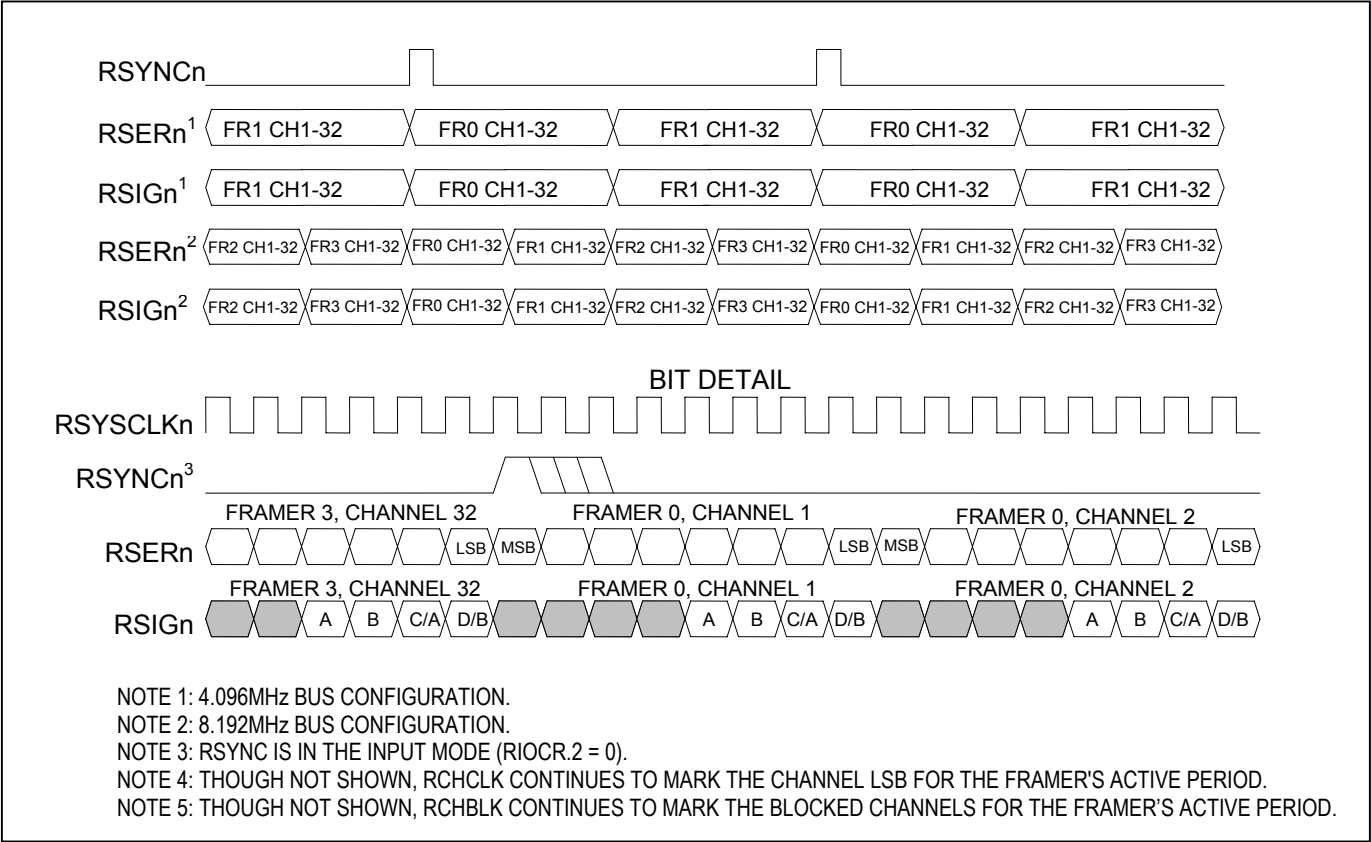 RSYNCn
RSERn1 FR1 CH1-32 FR0 CH1-32 FR1 CH1-32 FR0 CH1-32 FR1 CH1-32
RSIGn1 FR1 CH1-32 FR0 CH1-32 FR1 CH1-32 FR0 CH1-32 FR1 CH1-32
RSERn2 FR2 CH1-32 FR3 CH1-32 FR0 CH1-32 FR1 CH1-32 FR2 CH1-32 FR3 CH1-32 FR0 CH1-32 FR1 CH1-32 FR2 CH1-32 FR3 CH1-32
RSIGn2 FR2 CH1-32 FR3 CH1-32 FR0 CH1-32 FR1 CH1-32 FR2 CH1-32 FR3 CH1-32 FR0 CH1-32 FR1 CH1-32 FR2 CH1-32 FR3 CH1-32
BIT DETAIL
RSYSCLKn
RSYNCn3
FRAMER 3, CHANNEL 32 FRAMER 0, CHANNEL 1 FRAMER 0, CHANNEL 2
RSERn LSB MSB LSB MSB LSB
FRAMER 3, CHANNEL 32 FRAMER 0, CHANNEL 1 FRAMER 0, CHANNEL 2
RSIGn A B C/A D/B A B C/A D/B A B C/A D/B
NOTE 1: 4.096MHz BUS CONFIGURATION.
NOTE 2: 8.192MHz BUS CONFIGURATION.
NOTE 3: RSYNC IS IN THE INPUT MODE (RIOCR.2 = 0).
NOTE 4: THOUGH NOT SHOWN, RCHCLK CONTINUES TO MARK THE CHANNEL LSB FOR THE FRAMER'S ACTIVE PERIOD.
NOTE 5: THOUGH NOT SHOWN, RCHBLK CONTINUES TO MARK THE BLOCKED CHANNELS FOR THE FRAMER’S ACTIVE PERIOD.